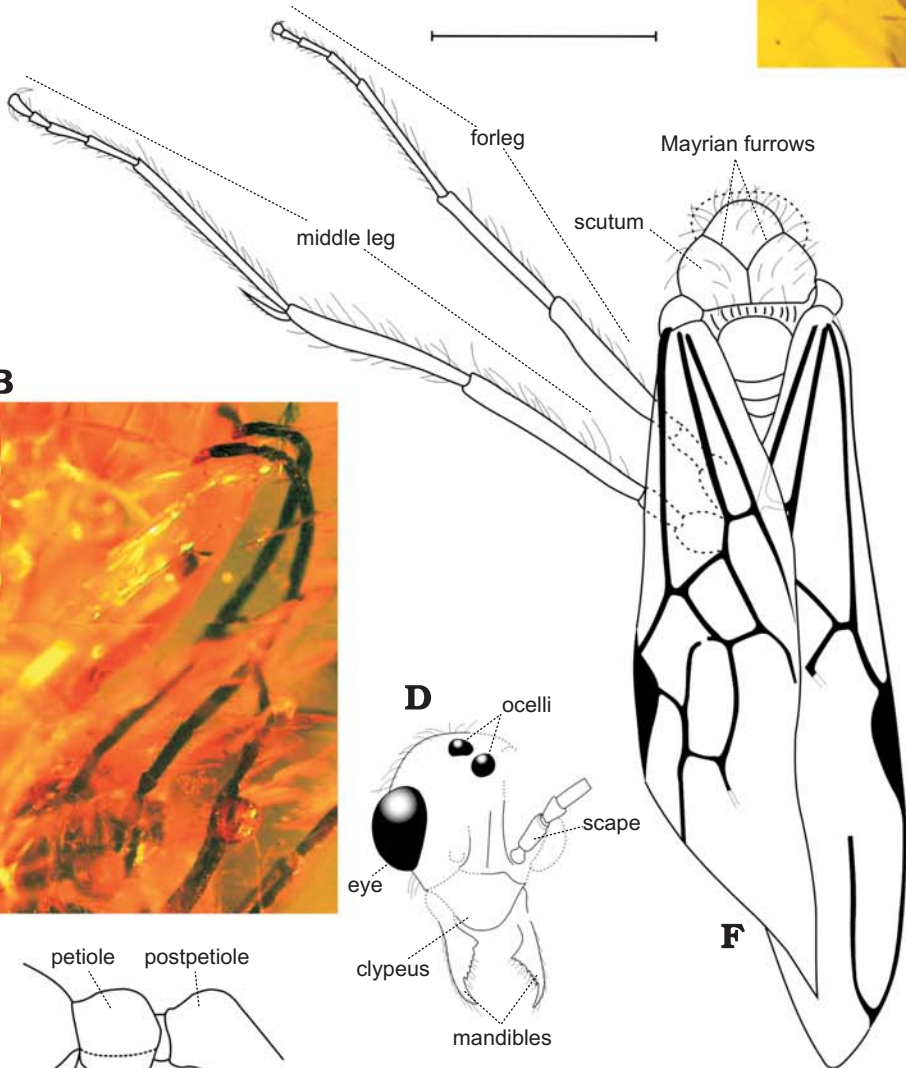 forleg
Mayrian furrows
scutum
middle leg
B
D
ocelli
scape
eye
F
clypeus
petiole postpetiole
mandibles